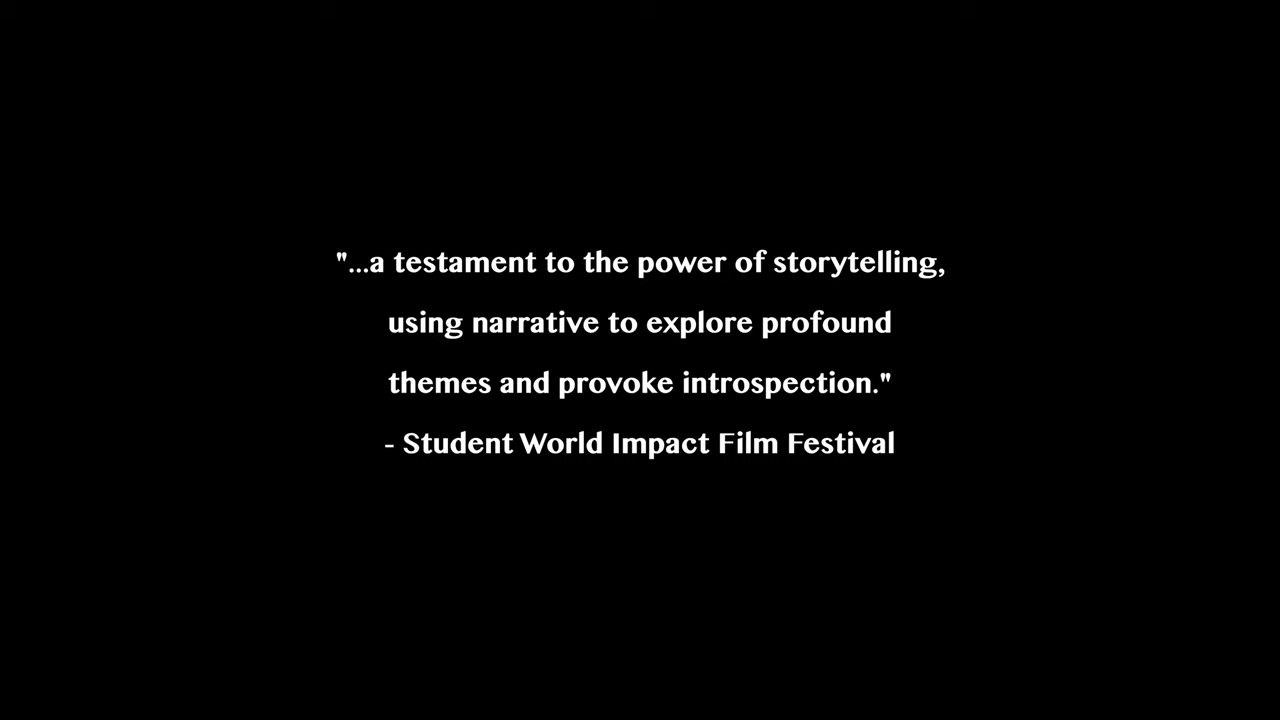 "...a testament to the power of storytelling,
using narrative to explore profound
themes and provoke introspection."
- Student World Impact Film Festival